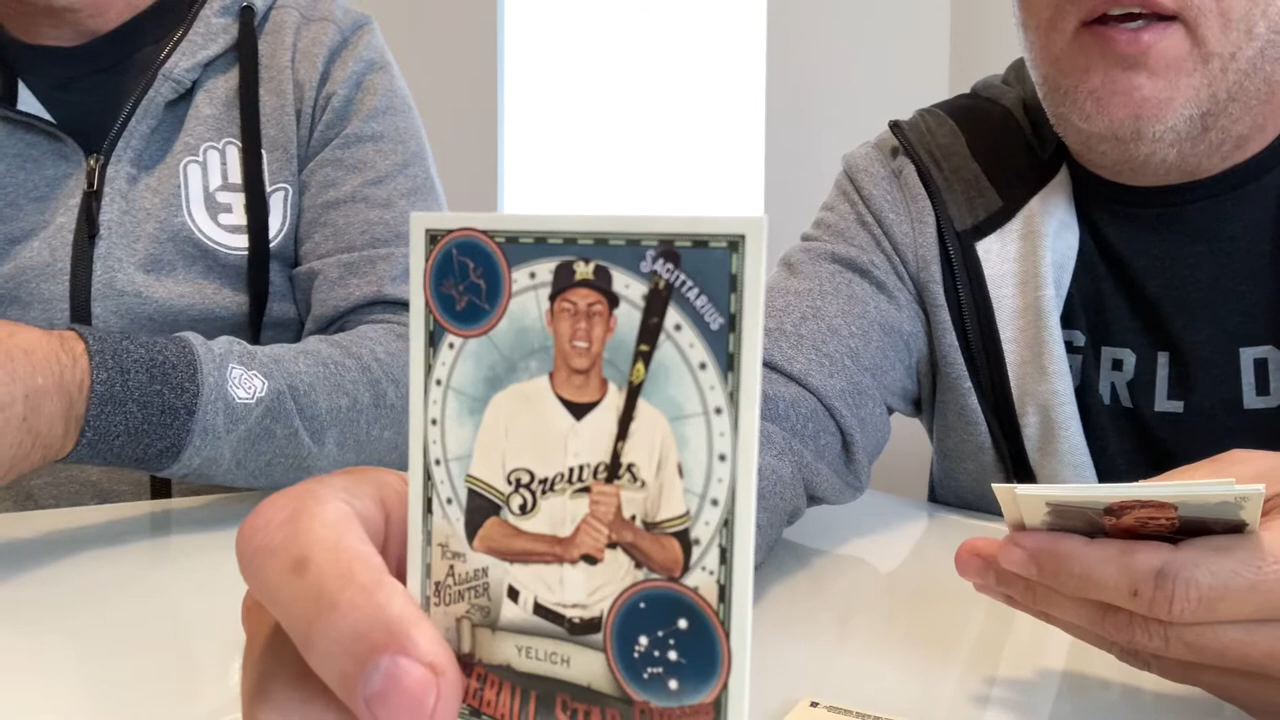 SAGITTARIUS
Brewers
TOPPS
ALLEN
& GINTER
2019
YELICH
GRL D